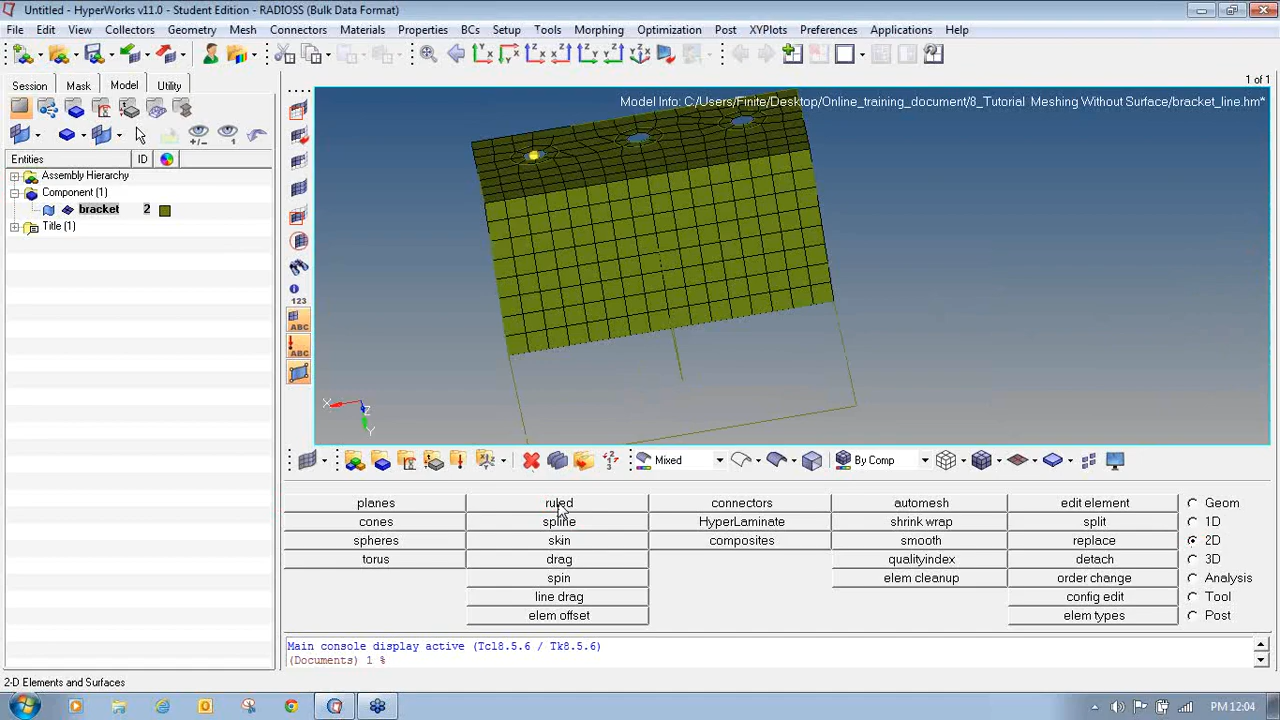 Untitled - HyperWorks v11.0 - Student Edition - RADIOSS (Bulk Data Format)
File Edit View Collectors Geometry Mesh Connectors Materials Properties BCs Setup Tools Morphing Optimization Post XYPlots Preferences Applications Help
Session Mask Model Utility
1 of 1
Model Info: C:/Users/Finite/Desktop/Online_training_document/8_Tutorial Meshing Without Surface/bracket_line.hm*
Entities ID
Assembly Hierarchy
Component (1)
bracket 2
Title (1)
123
ABC
ABC
X Z Y
Mixed By Comp
planes ruled connectors automesh edit element Geom
cones spline HyperLaminate shrink wrap split 1D
spheres skin composites smooth replace 2D
torus drag qualityindex detach 3D
spin elem cleanup order change Analysis
line drag config edit Tool
elem offset elem types Post
Main console display active (Tcl8.5.6 / Tk8.5.6)
(Documents) 1 %
2-D Elements and Surfaces
PM 12:04